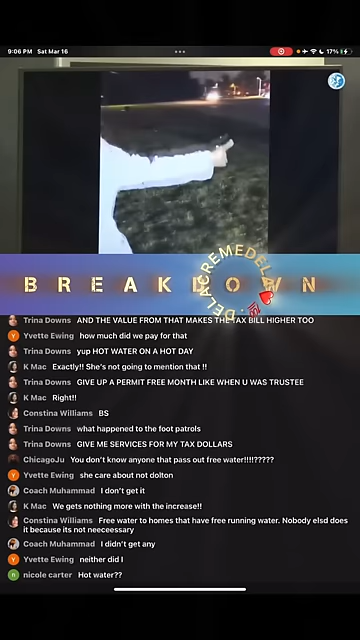 9:06 PM Sat Mar 16
17%
BREAKDOWN
DELACREMEDELA
Trina Downs AND THE VALUE FROM THAT MAKES THE TAX BILL HIGHER TOO
Yvette Ewing how much did we pay for that
Trina Downs yup HOT WATER ON A HOT DAY
K Mac Exactly!! She's not going to mention that !!
Trina Downs GIVE UP A PERMIT FREE MONTH LIKE WHEN U WAS TRUSTEE
K Mac Right!!
Constina Williams BS
Trina Downs what happened to the foot patrols
Trina Downs GIVE ME SERVICES FOR MY TAX DOLLARS
ChicagoJu You don't know anyone that pass out free water!!!!?????
Yvette Ewing she care about not dolton
Coach Muhammad I don't get it
K Mac We gets nothing more with the increase!!
Constina Williams Free water to homes that have free running water. Nobody elsd does
it because its not neeceessary
Coach Muhammad I didn't get any
Yvette Ewing neither did I
n nicole carter Hot water??